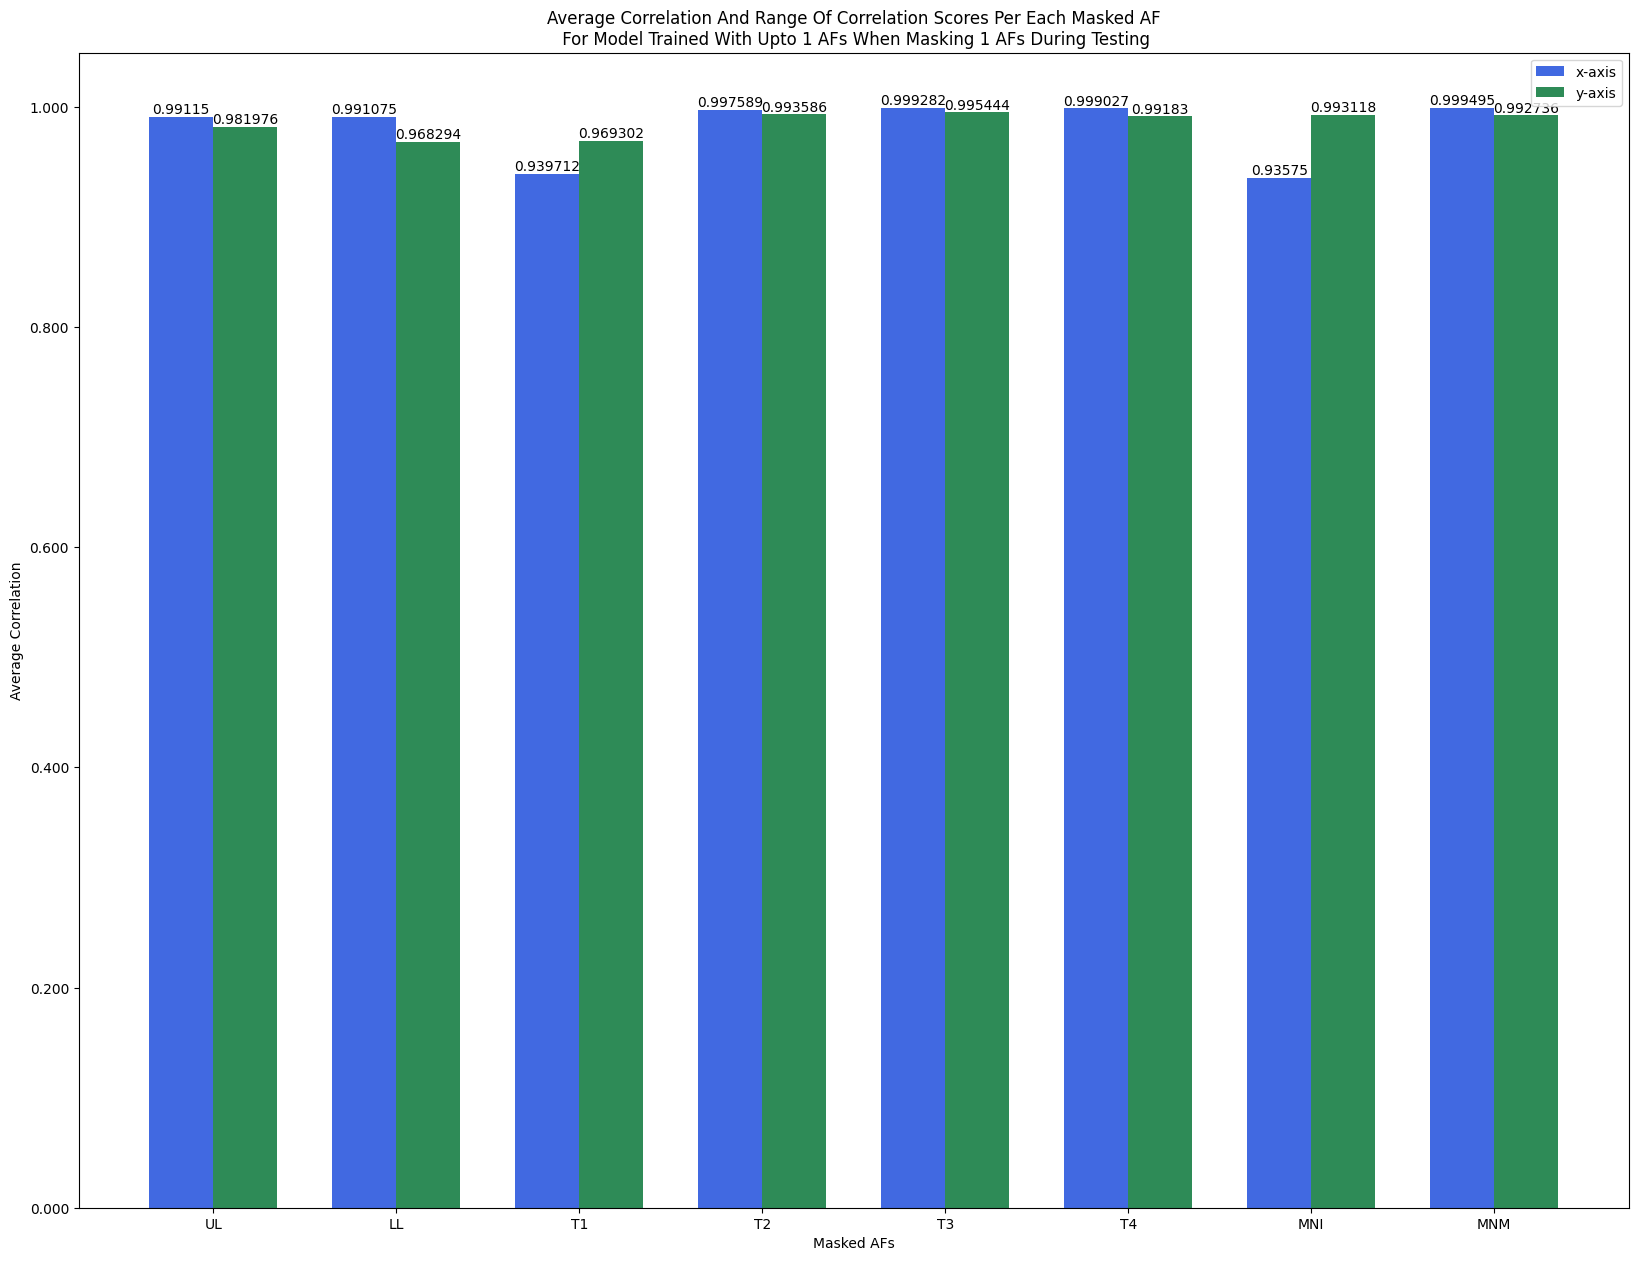 Average Correlation And Range Of Correlation Scores Per Each Masked AF
For Model Trained With Upto 1 AFs When Masking 1 AFs During Testing
x-axis
y-axis
0.99115
0.981976
0.991075
0.968294
0.939712
0.969302
0.997589
0.993586
0.999282
0.995444
0.999027
0.99183
0.93575
0.993118
0.999495
0.992736
1.000
0.800
0.600
0.400
0.200
0.000
Average Correlation
UL
LL
T1
T2
T3
T4
MNI
MNM
Masked AFs